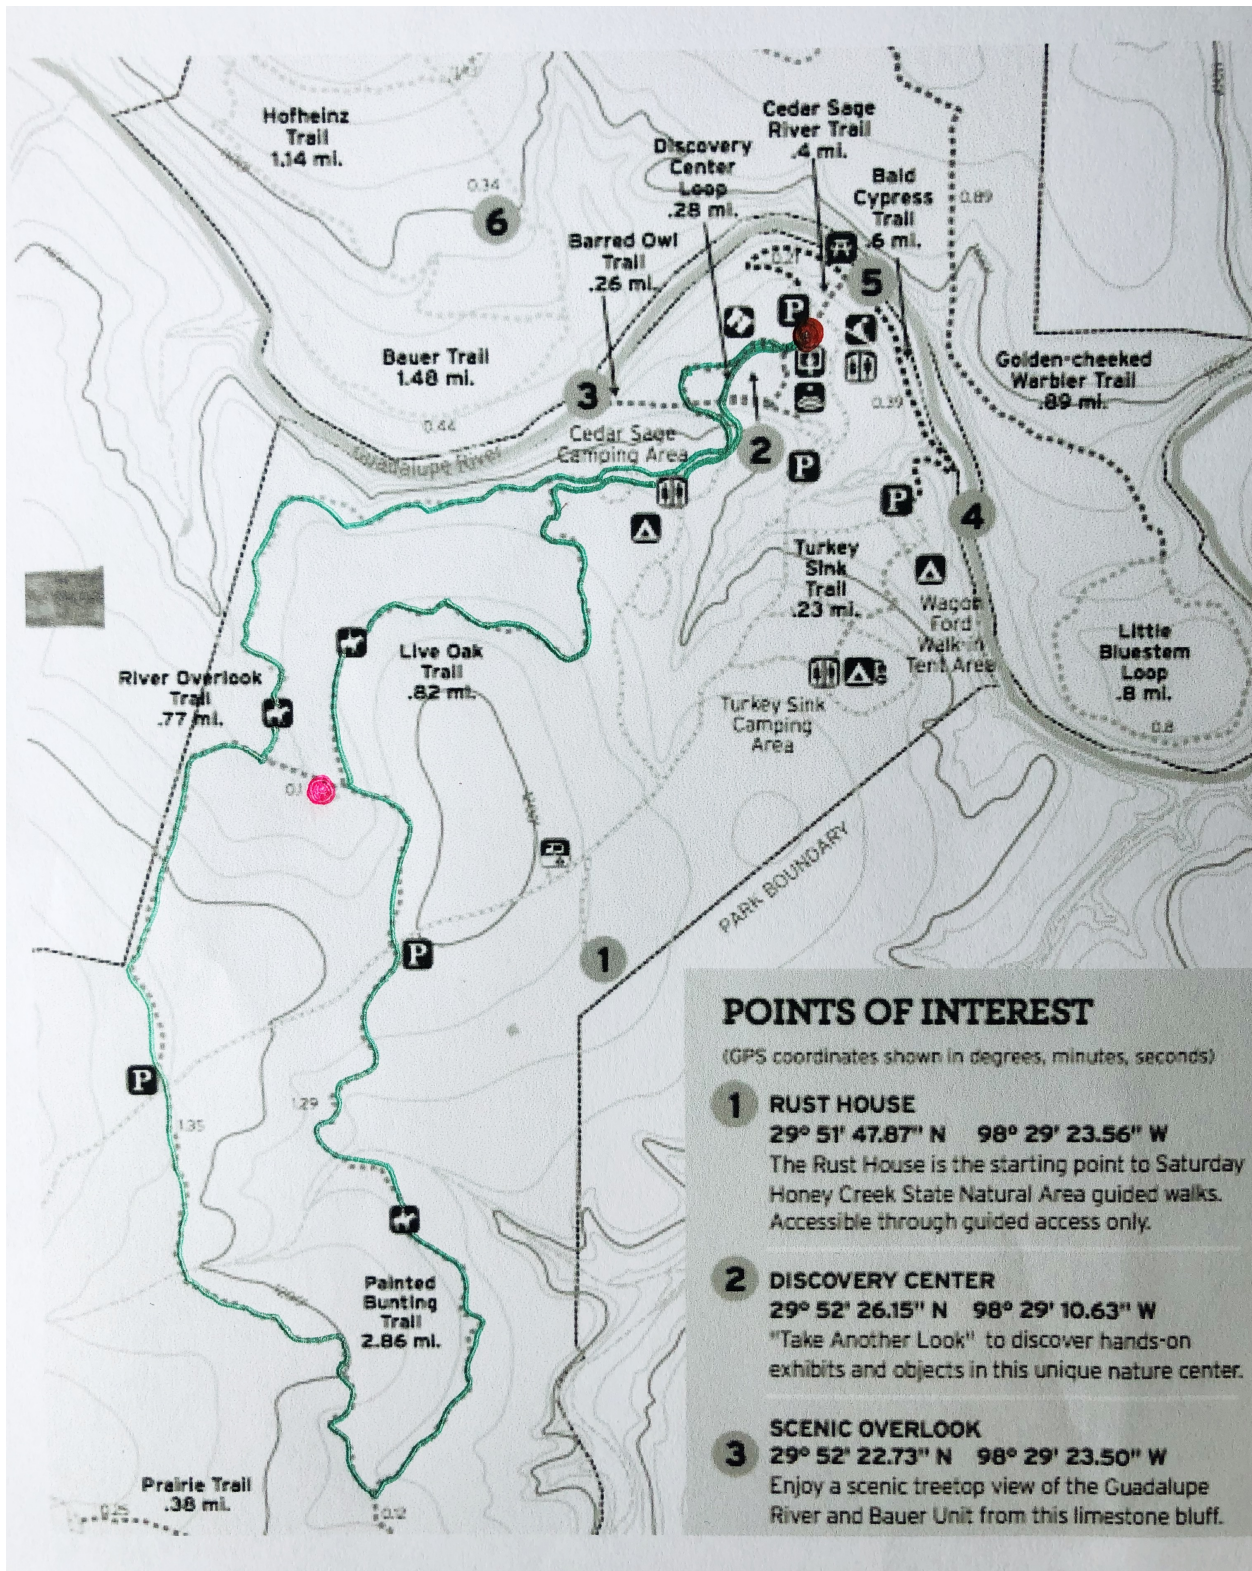 Hofheinz
Trail
1.14 mi.
0.34
6
Cedar Sage
River Trail
.4 mi.
Discovery
Center
Loop
.28 mi.
Bald
Cypress
Trail
.6 mi.
0.89
Barred Owl
Trail
.26 mi.
0.21
5
P
Bauer Trail
1.48 mi.
3
0.44
Guadalupe River
Cedar Sage
Camping Area
2
P
0.39
Golden-cheeked
Warbler Trail
.89 mi.
P
4
Turkey
Sink
Trail
.23 mi.
Wagon
Ford
Walk-in
Tent Area
Little
Bluestem
Loop
.8 mi.
0.8
River Overlook
Trail
.77 mi.
Live Oak
Trail
.82 mi.
Turkey Sink
Camping
Area
0.1
PARK BOUNDARY
P
1
P
1.29
1.35
Painted
Bunting
Trail
2.86 mi.
Prairie Trail
.38 mi.
0.25
0.12
POINTS OF INTEREST
(GPS coordinates shown in degrees, minutes, seconds)
1 RUST HOUSE
29° 51' 47.87" N 98° 29' 23.56" W
The Rust House is the starting point to Saturday
Honey Creek State Natural Area guided walks.
Accessible through guided access only.
2 DISCOVERY CENTER
29° 52' 26.15" N 98° 29' 10.63" W
"Take Another Look" to discover hands-on
exhibits and objects in this unique nature center.
3 SCENIC OVERLOOK
29° 52' 22.73" N 98° 29' 23.50" W
Enjoy a scenic treetop view of the Guadalupe
River and Bauer Unit from this limestone bluff.